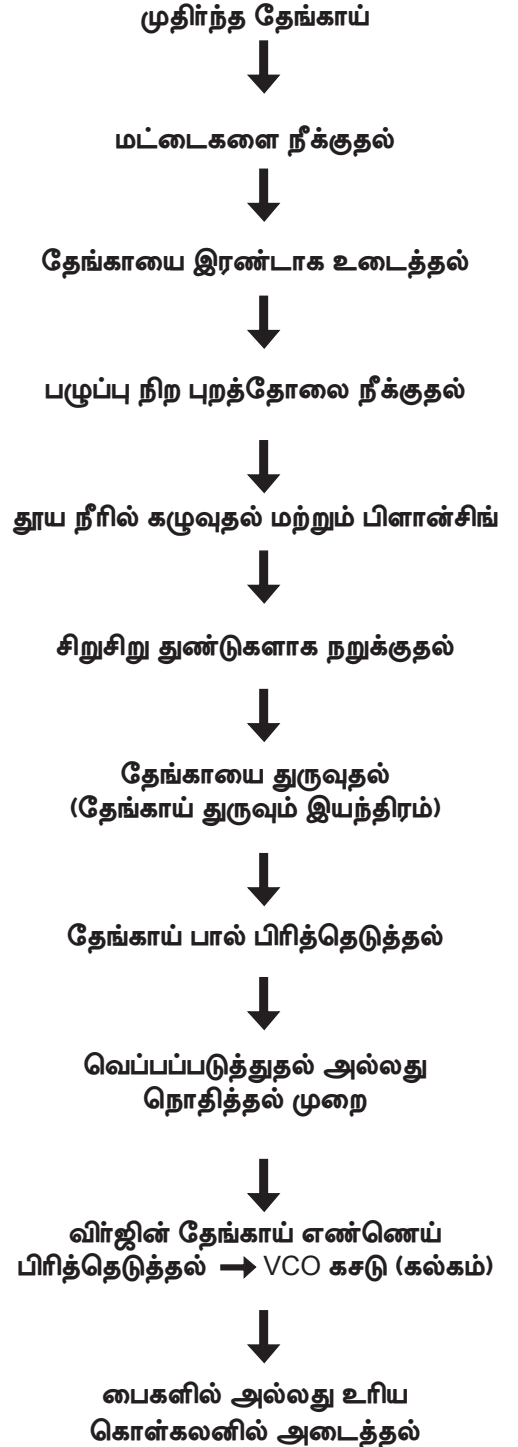 முதிர்ந்த தேங்காய்
மட்டைகளை நீக்குதல்
தேங்காயை இரண்டாக உடைத்தல்
பழுப்பு நிற புறத்தோலை நீக்குதல்
தூய நீரில் கழுவுதல் மற்றும் பிளான்சிங்
சிறுசிறு துண்டுகளாக நறுக்குதல்
தேங்காயை துருவுதல்
(தேங்காய் துருவும் இயந்திரம்)
தேங்காய் பால் பிரித்தெடுத்தல்
வெப்பப்படுத்துதல் அல்லது
நொதித்தல் முறை
விர்ஜின் தேங்காய் எண்ணெய்
பிரித்தெடுத்தல் → VCO கசடு (கல்கம்)
பைகளில் அல்லது உரிய
கொள்கலனில் அடைத்தல்